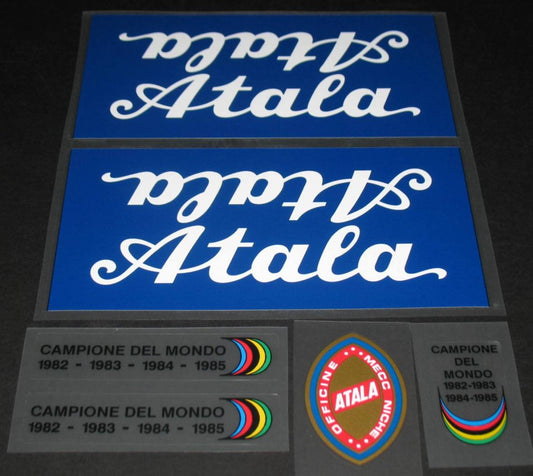 Atala
Atala
Atala
Atala
CAMPIONE DEL MONDO
1982 - 1983 - 1984 - 1985
CAMPIONE DEL MONDO
1982 - 1983 - 1984 - 1985
OFFICINE MECC NICHE
ATALA
CAMPIONE
DEL
MONDO
1982-1983
1984-1985